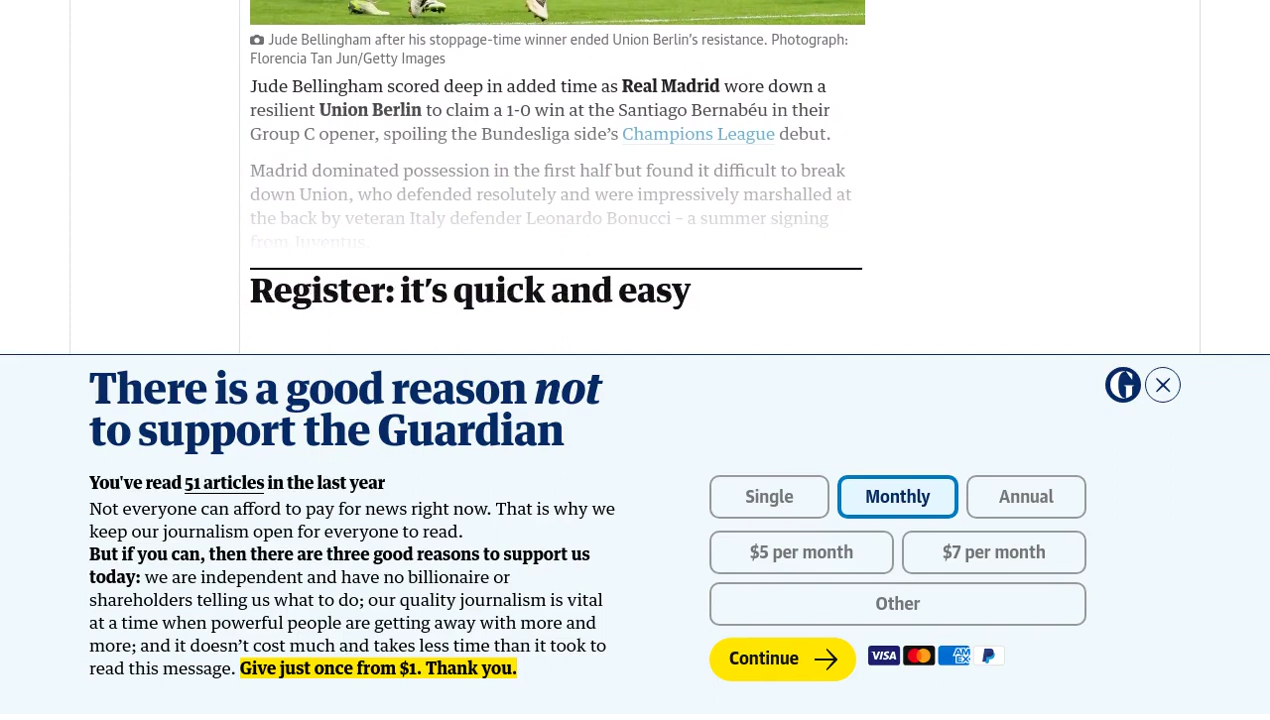 Jude Bellingham after his stoppage-time winner ended Union Berlin’s resistance. Photograph:
Florencia Tan Jun/Getty Images
Jude Bellingham scored deep in added time as Real Madrid wore down a
resilient Union Berlin to claim a 1-0 win at the Santiago Bernabéu in their
Group C opener, spoiling the Bundesliga side’s Champions League debut.
Madrid dominated possession in the first half but found it difficult to break
down Union, who defended resolutely and were impressively marshalled at
the back by veteran Italy defender Leonardo Bonucci – a summer signing
from Juventus.
Register: it’s quick and easy
There is a good reason not
to support the Guardian
You've read 51 articles in the last year
Not everyone can afford to pay for news right now. That is why we
keep our journalism open for everyone to read.
But if you can, then there are three good reasons to support us
today: we are independent and have no billionaire or
shareholders telling us what to do; our quality journalism is vital
at a time when powerful people are getting away with more and
more; and it doesn’t cost much and takes less time than it took to
read this message. Give just once from $1. Thank you.
Single
Monthly
Annual
$5 per month
$7 per month
Other
Continue
VISA
AM
EX